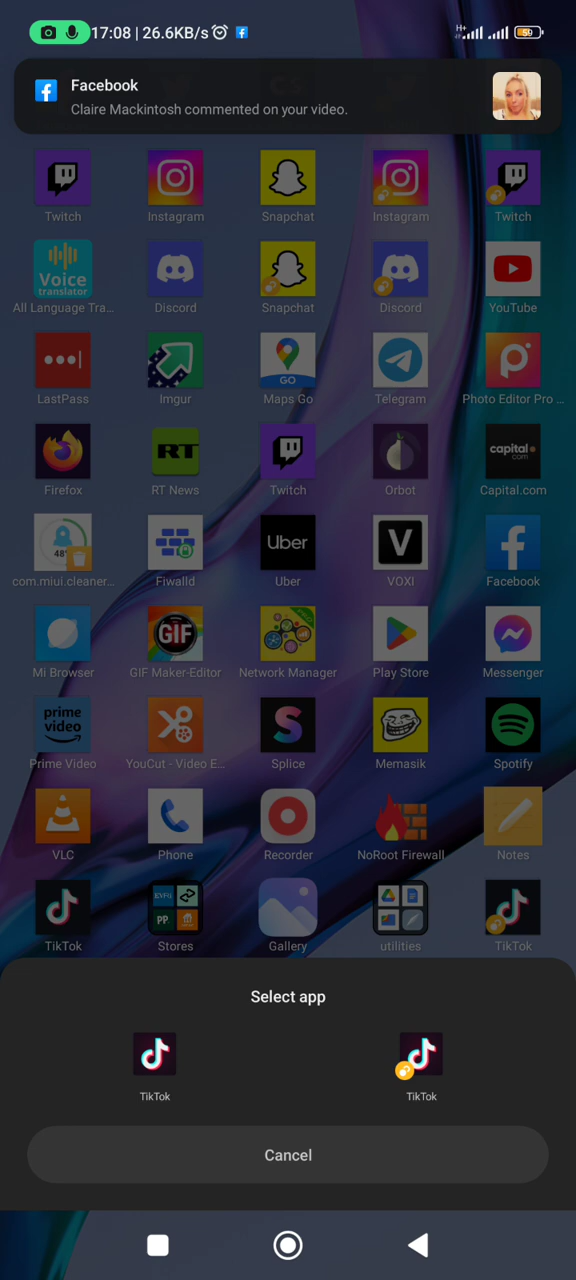 17:08 | 26.6KB/s
H+
59
Facebook
Claire Mackintosh commented on your video.
Twitch
Instagram
Snapchat
Instagram
Twitch
Voice
translator
All Language Tra...
Discord
Snapchat
Discord
YouTube
LastPass
Imgur
GO
Maps Go
Telegram
Photo Editor Pro ...
RT
capital
com
Firefox
RT News
Twitch
Orbot
Capital.com
48°
Uber
V
com.miui.cleaner...
Fiwalld
Uber
VOXI
Facebook
GIF
Mi Browser
GIF Maker-Editor
Network Manager
Play Store
Messenger
prime
video
Prime Video
YouCut - Video E...
Splice
Memasik
Spotify
VLC
Phone
Recorder
NoRoot Firewall
Notes
PP
TikTok
Stores
Gallery
utilities
TikTok
Select app
TikTok
TikTok
Cancel